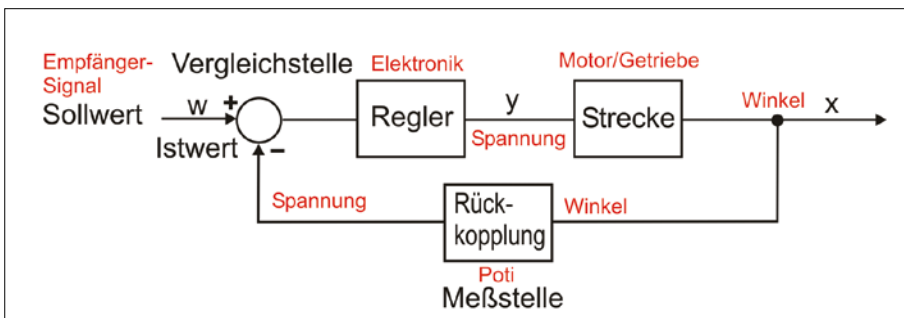 Empfänger-
Signal
Vergleichstelle
Elektronik
Motor/Getriebe
Sollwert
w
+
Regler
y
Spannung
Strecke
Winkel
x
Istwert
-
Spannung
Rück-
kopplung
Winkel
Poti
Meßstelle